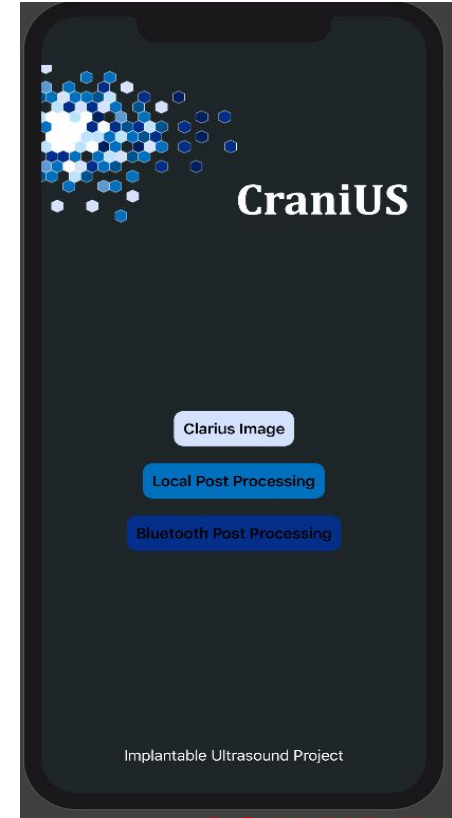 CraniUS
Clarius Image
Local Post Processing
Bluetooth Post Processing
Implantable Ultrasound Project